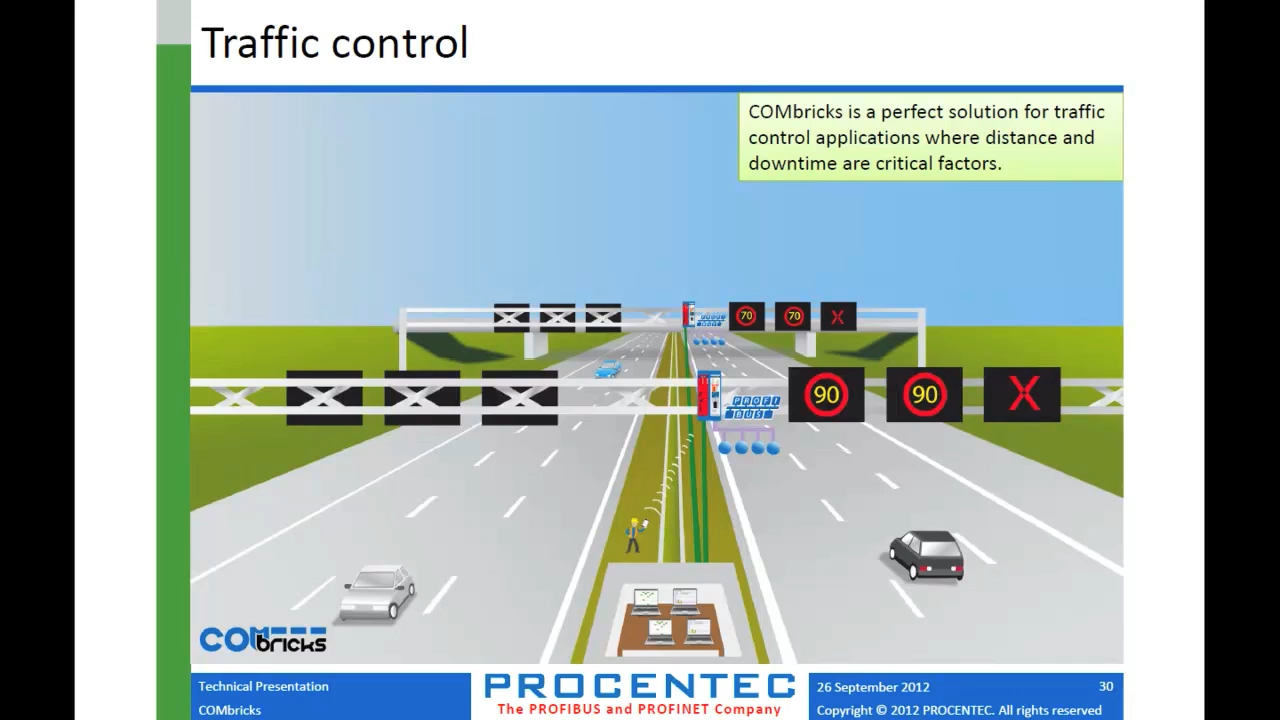 Traffic control
COMbricks is a perfect solution for traffic
control applications where distance and
downtime are critical factors.
70
70
X
PROFI
BUS
90
90
X
COMbricks
Technical Presentation
COMbricks
PROCENTEC
The PROFIBUS and PROFINET Company
26 September 2012
30
Copyright © 2012 PROCENTEC. All rights reserved